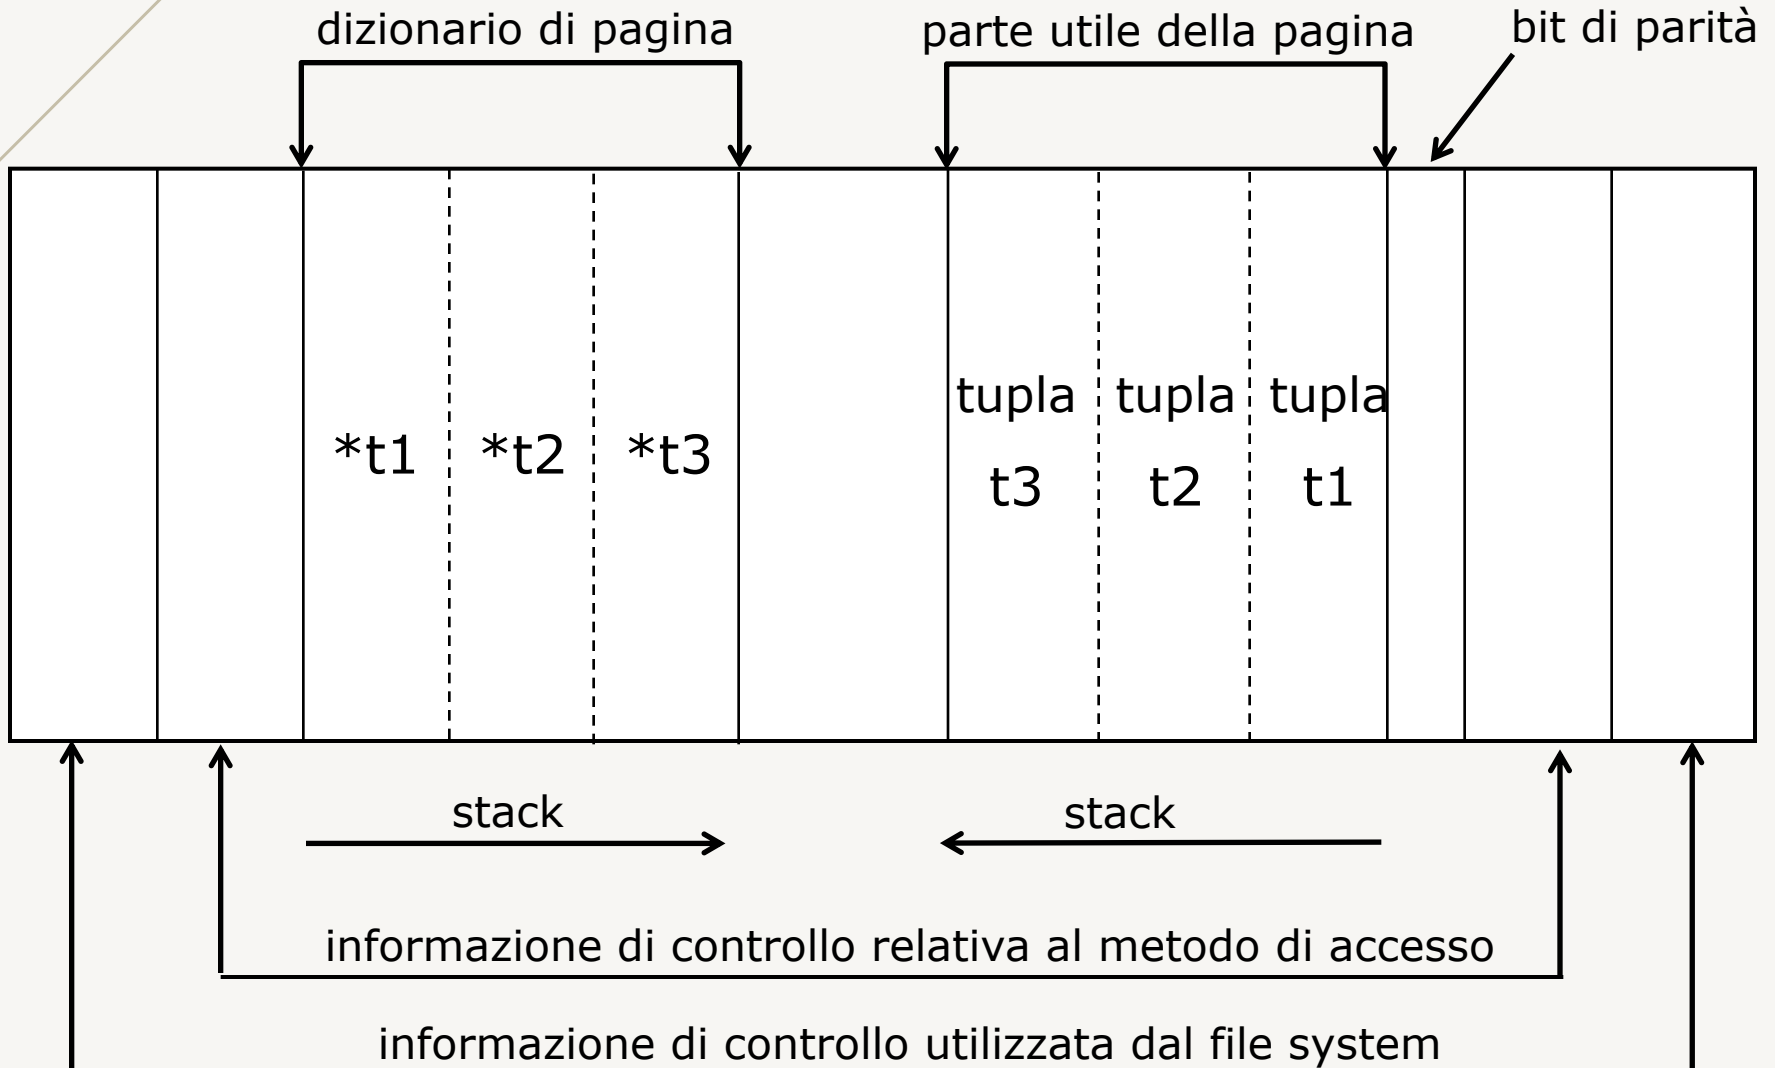 dizionario di pagina
parte utile della pagina
bit di parità
*t1
*t2
*t3
tupla
t3
tupla
t2
tupla
t1
stack
stack
informazione di controllo relativa al metodo di accesso
informazione di controllo utilizzata dal file system